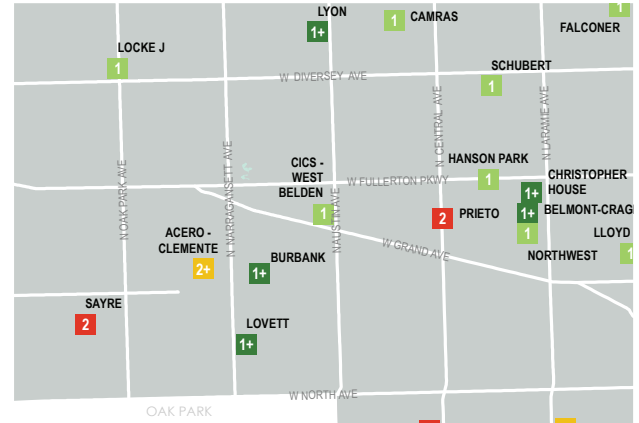 LYON
1+
1
CAMRAS
1
FALCONER
LOCKE J
1
W DIVERSEY AVE
SCHUBERT
1
N OAK PARK AVE
N NARRAGANSETT AVE
N AUSTIN AVE
N CENTRAL AVE
N LARAMIE AVE
CICS -
WEST
BELDEN
1
W FULLERTON PKWY
HANSON PARK
1
CHRISTOPHER
HOUSE
1+
1+
BELMONT-CRAGI
1
NORTHWEST
LLOYD
1
2
PRIETO
W GRAND AVE
ACERO -
CLEMENTE
2+
BURBANK
1+
SAYRE
2
LOVETT
1+
W NORTH AVE
OAK PARK